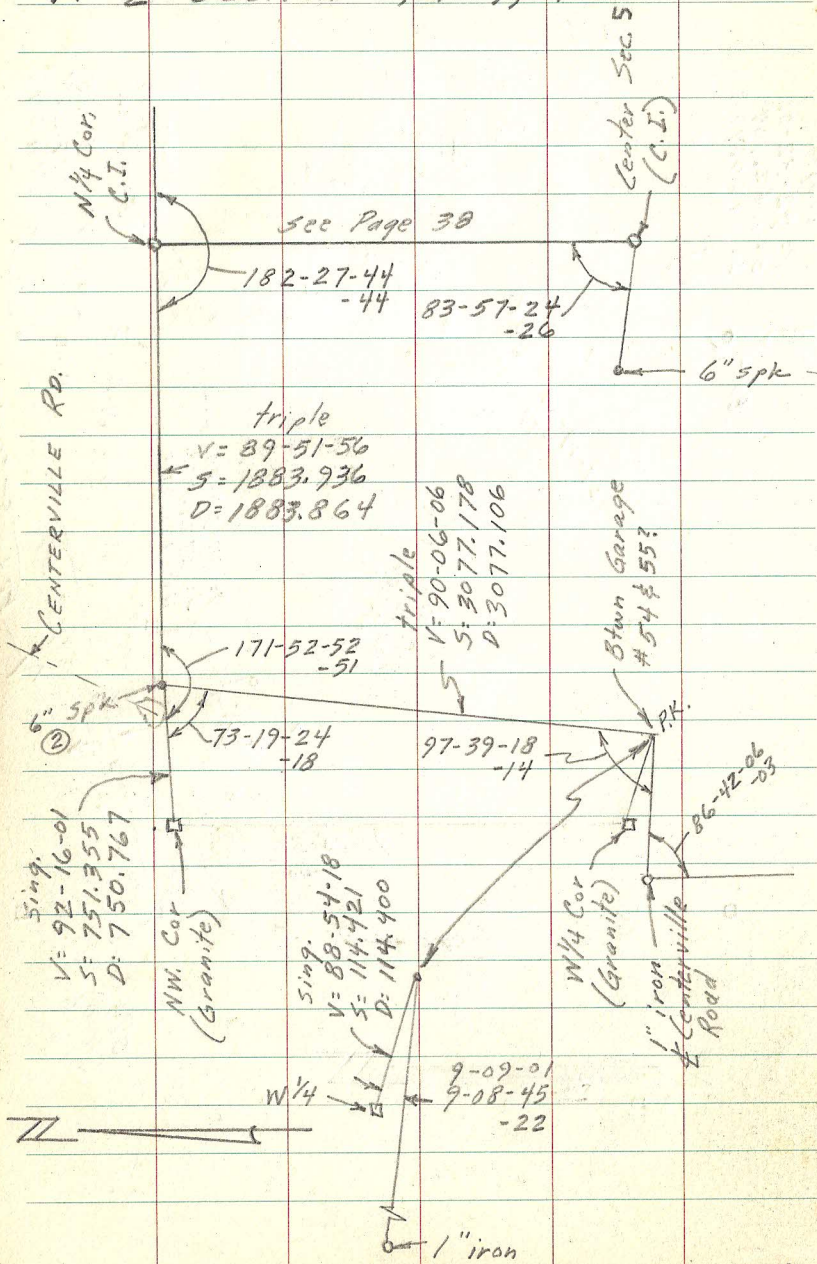 N 1/4 Cor,
C.I.
Center Sec. 5
(C.I.)
See Page 38
182-27-44
-44
83-57-24
-26
6" spk
CENTERVILLE RD.
triple
V= 89-51-56
S= 1883.936
D= 1883.864
triple
V= 90-06-06
S= 3077.178
D= 3077.106
Btwn Garage
#54 & 55?
P.K.
171-52-52
-51
6" spk
2
73-19-24
-18
97-39-18
-14
86-42-06
-03
sing.
V= 92-16-01
S= 751.355
D= 750.767
NW. Cor
(Granite)
sing.
V= 88-54-18
S= 114.421
D= 114.400
W 1/4 Cor
(Granite)
1" iron
℄ Centerville
Road
W 1/4
9-09-01
9-08-45
-22
1" iron